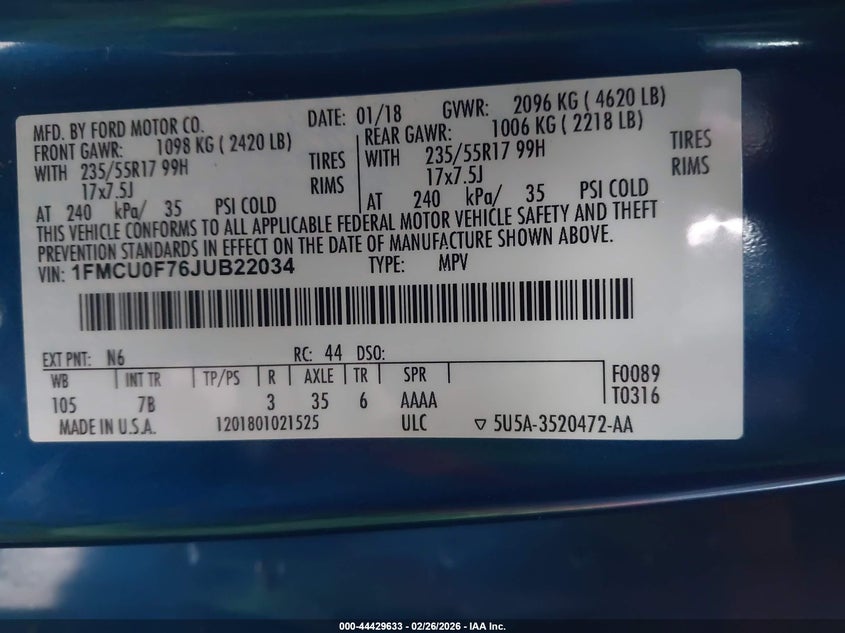 MFD. BY FORD MOTOR CO. DATE: 01/18 GVWR: 2096 KG ( 4620 LB)
FRONT GAWR: 1098 KG ( 2420 LB) REAR GAWR: 1006 KG ( 2218 LB)
WITH 235/55R17 99H TIRES WITH 235/55R17 99H TIRES
17x7.5J RIMS 17x7.5J RIMS
AT 240 kPa/ 35 PSI COLD AT 240 kPa/ 35 PSI COLD
THIS VEHICLE CONFORMS TO ALL APPLICABLE FEDERAL MOTOR VEHICLE SAFETY AND THEFT
PREVENTION STANDARDS IN EFFECT ON THE DATE OF MANUFACTURE SHOWN ABOVE.
VIN: 1FMCU0F76JUB22034 TYPE: MPV
EXT PNT: N6 RC: 44 DSO:
WB INT TR TP/PS R AXLE TR SPR F0089
105 7B 3 35 6 AAAA T0316
MADE IN U.S.A. 1201801021525 ULC ▽ 5U5A-3520472-AA
000-44429633 / 02/26/2026 - IAA Inc.